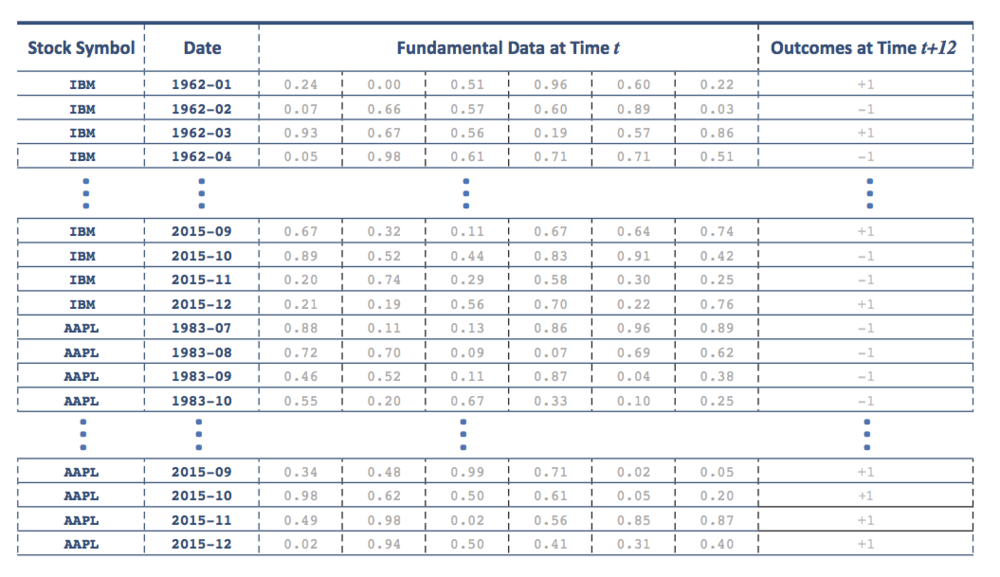 Stock Symbol Date Fundamental Data at Time t Outcomes at Time t+12
IBM 1962-01 0.24 0.00 0.51 0.96 0.60 0.22 +1
IBM 1962-02 0.07 0.66 0.57 0.60 0.89 0.03 -1
IBM 1962-03 0.93 0.67 0.56 0.19 0.57 0.86 +1
IBM 1962-04 0.05 0.98 0.61 0.71 0.71 0.51 -1
IBM 2015-09 0.67 0.32 0.11 0.67 0.64 0.74 +1
IBM 2015-10 0.89 0.52 0.44 0.83 0.91 0.42 -1
IBM 2015-11 0.20 0.74 0.29 0.58 0.30 0.25 -1
IBM 2015-12 0.21 0.19 0.56 0.70 0.22 0.76 +1
AAPL 1983-07 0.88 0.11 0.13 0.86 0.96 0.89 -1
AAPL 1983-08 0.72 0.70 0.09 0.07 0.69 0.62 -1
AAPL 1983-09 0.46 0.52 0.11 0.87 0.04 0.38 -1
AAPL 1983-10 0.55 0.20 0.67 0.33 0.10 0.25 -1
AAPL 2015-09 0.34 0.48 0.99 0.71 0.02 0.05 +1
AAPL 2015-10 0.98 0.62 0.50 0.61 0.05 0.20 +1
AAPL 2015-11 0.49 0.98 0.02 0.56 0.85 0.87 +1
AAPL 2015-12 0.02 0.94 0.50 0.41 0.31 0.40 +1